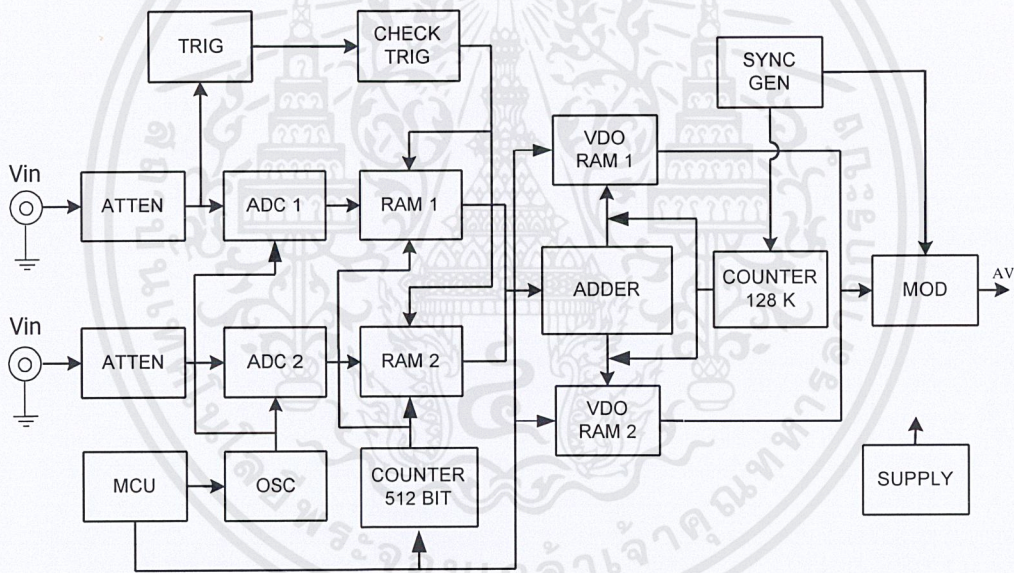 TRIG
CHECK
TRIG
SYNC
GEN
VDO
RAM 1
Vin
ATTEN
ADC 1
RAM 1
ADDER
COUNTER
128 K
MOD
AV
Vin
ATTEN
ADC 2
RAM 2
VDO
RAM 2
MCU
OSC
COUNTER
512 BIT
SUPPLY